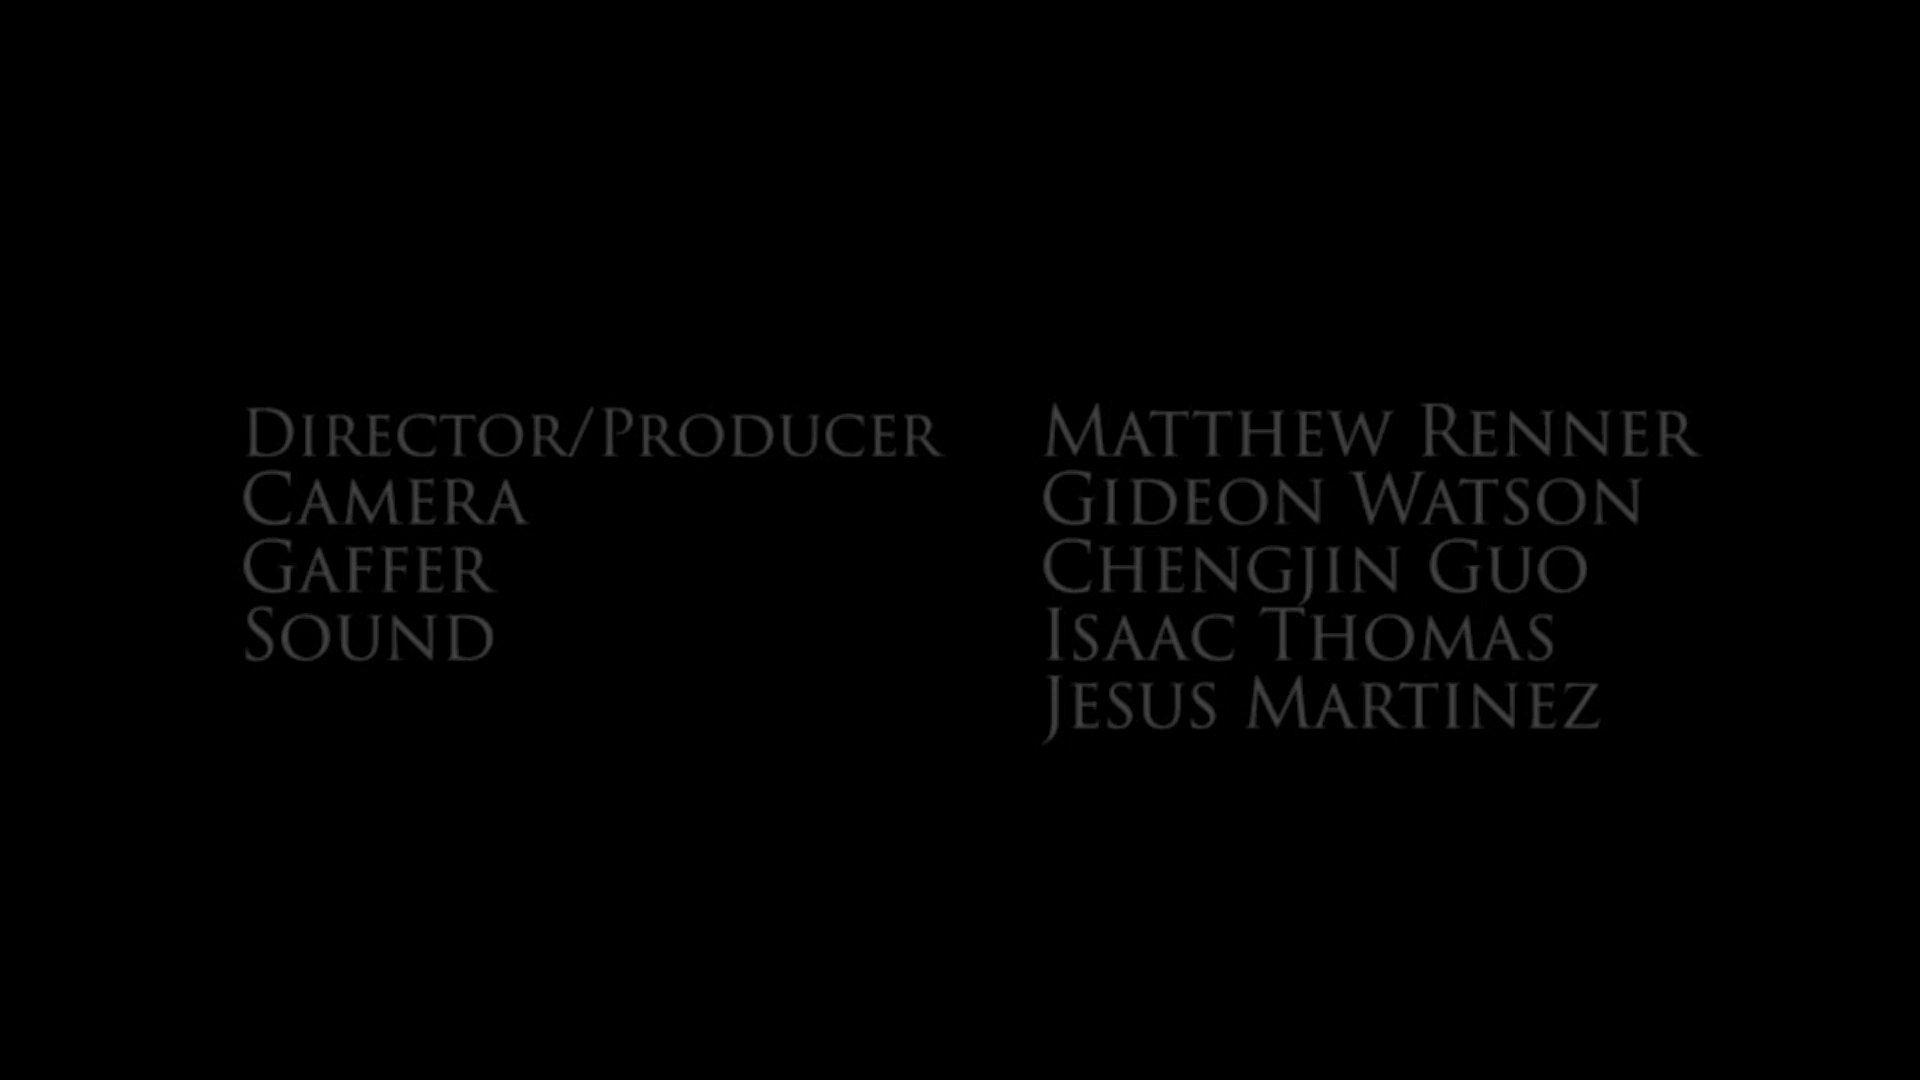 Director/Producer Matthew Renner
Camera Gideon Watson
Gaffer Chengjin Guo
Sound Isaac Thomas
Jesus Martinez